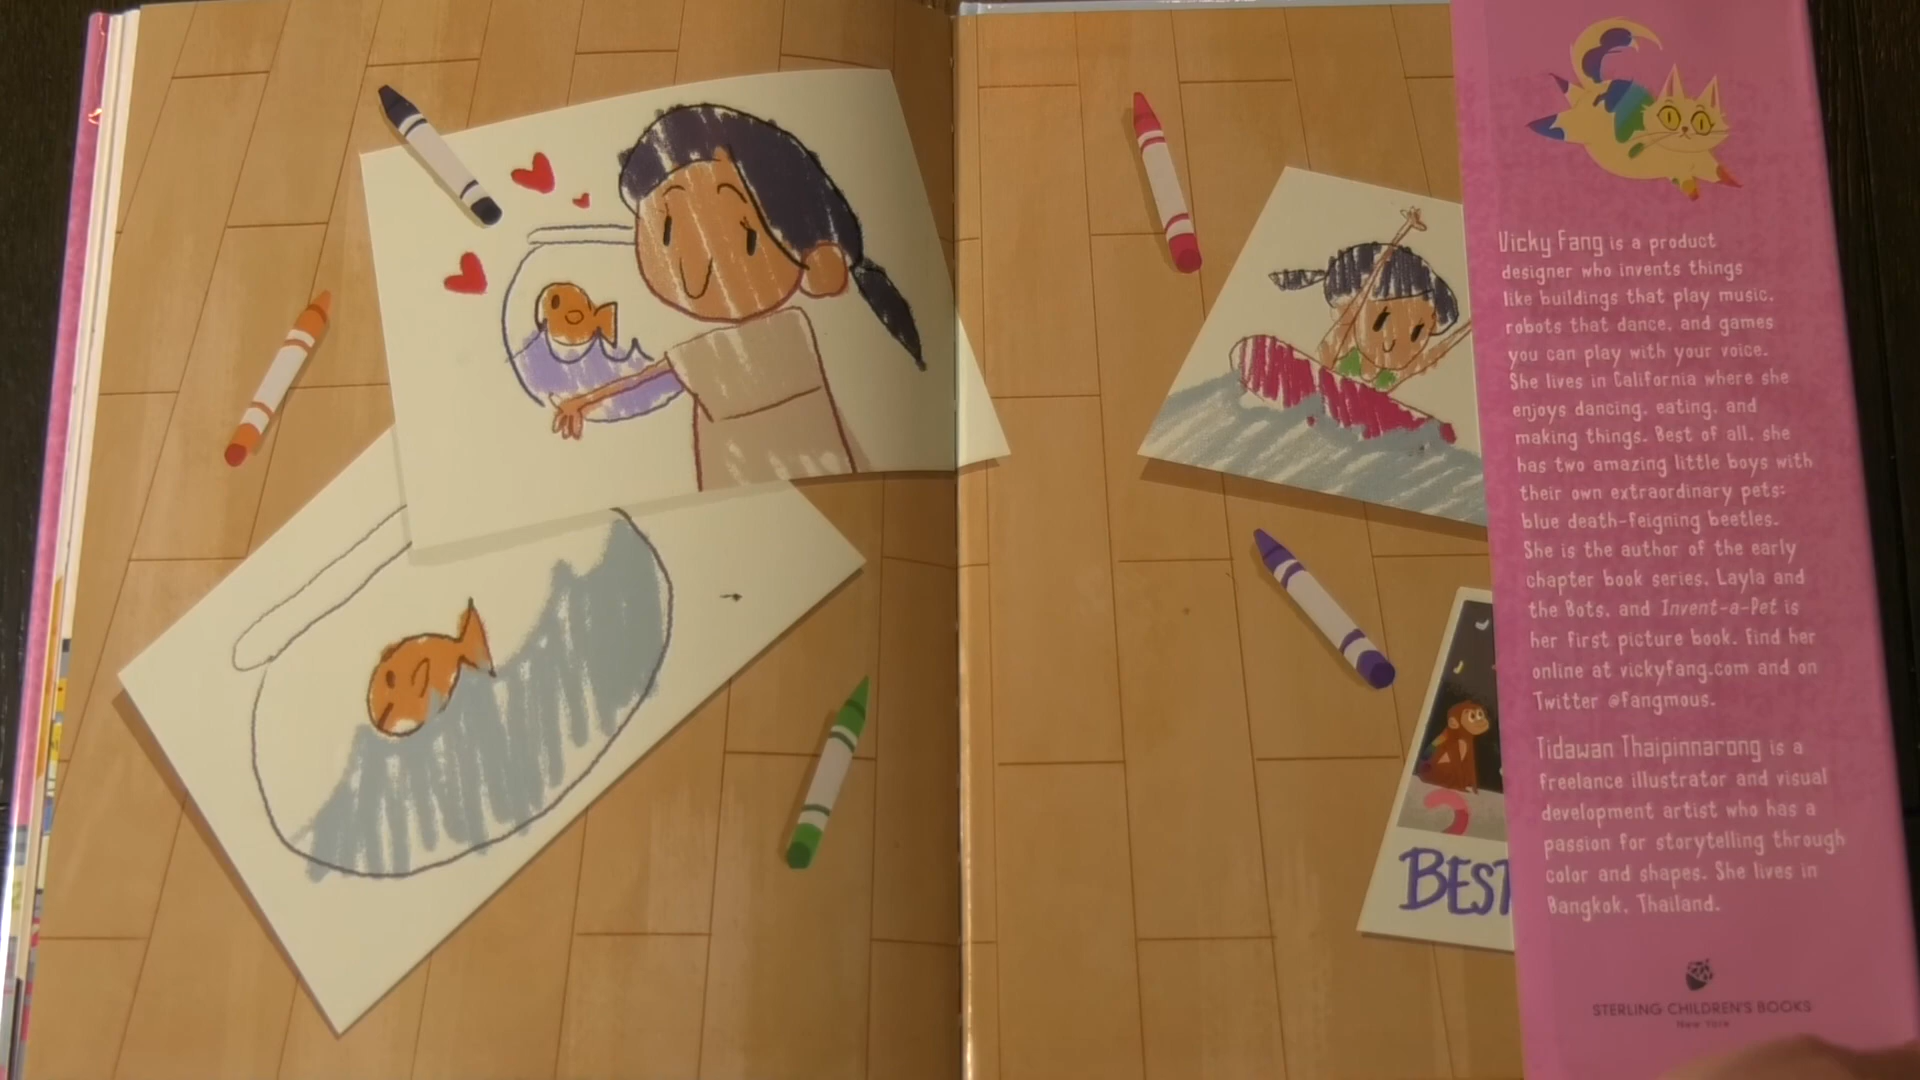 BEST
Vicky Fang is a product
designer who invents things
like buildings that play music,
robots that dance, and games
you can play with your voice.
She lives in California where she
enjoys dancing, eating, and
making things. Best of all, she
has two amazing little boys with
their own extraordinary pets:
blue death-feigning beetles.
She is the author of the early
chapter book series, Layla and
the Bots, and Invent-a-Pet is
her first picture book. Find her
online at vickyfang.com and on
Twitter @fangmous.
Tidawan Thaipinnarong is a
freelance illustrator and visual
development artist who has a
passion for storytelling through
color and shapes. She lives in
Bangkok, Thailand.
STERLING CHILDREN'S BOOKS
New York